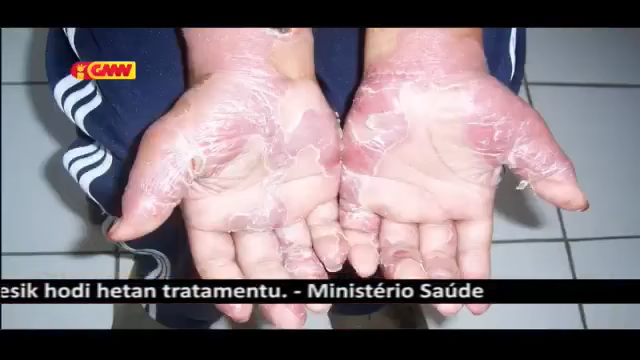 GMN
esik hodi hetan tratamentu. - Ministério Saúde